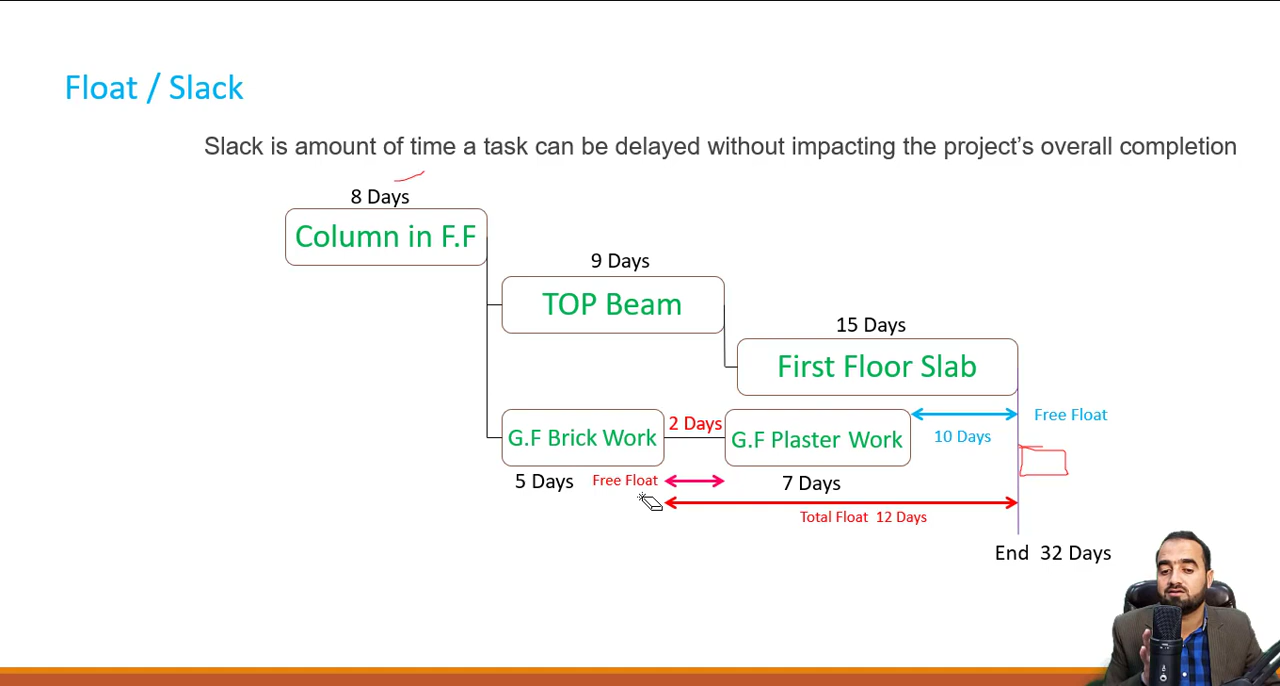 Float / Slack
Slack is amount of time a task can be delayed without impacting the project's overall completion
8 Days
Column in F.F
9 Days
TOP Beam
15 Days
First Floor Slab
G.F Brick Work
2 Days
G.F Plaster Work
10 Days
Free Float
5 Days
Free Float
7 Days
Total Float 12 Days
End 32 Days